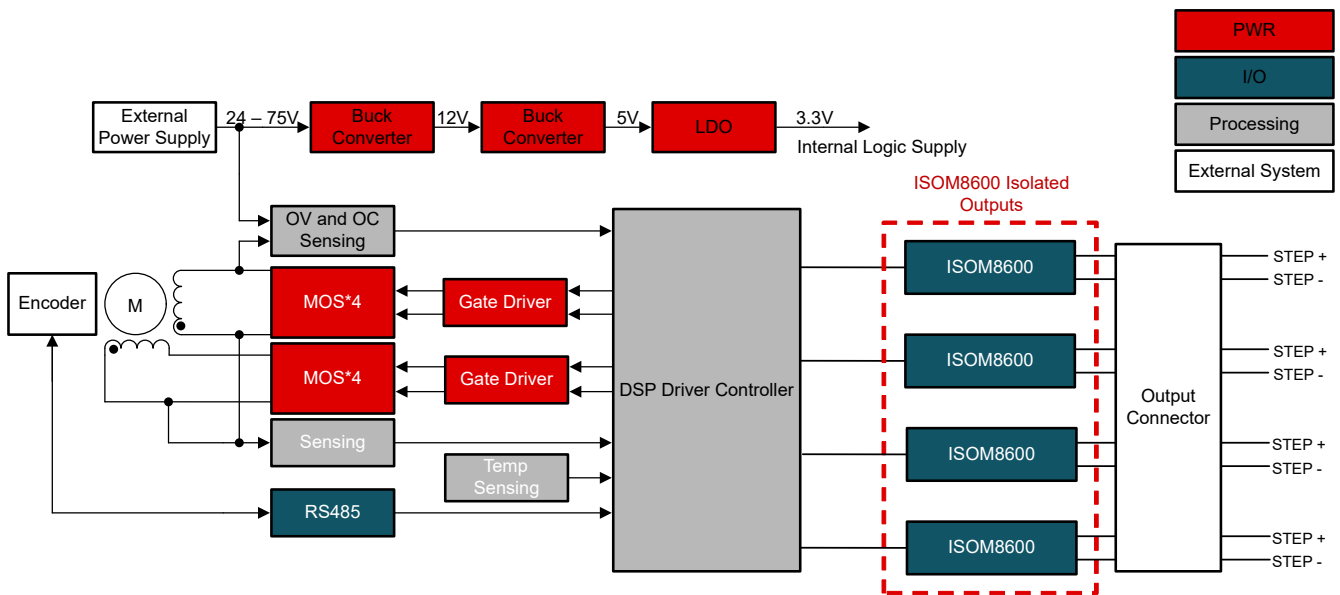 PWR
I/O
Processing
External System
External
Power Supply
24 – 75V
Buck
Converter
12V
Buck
Converter
5V
LDO
3.3V
Internal Logic Supply
ISOM8600 Isolated
Outputs
OV and OC
Sensing
Encoder
M
MOS*4
Gate Driver
MOS*4
Gate Driver
Sensing
Temp
Sensing
RS485
DSP Driver Controller
ISOM8600
ISOM8600
ISOM8600
ISOM8600
Output
Connector
STEP +
STEP -
STEP +
STEP -
STEP +
STEP -
STEP +
STEP -